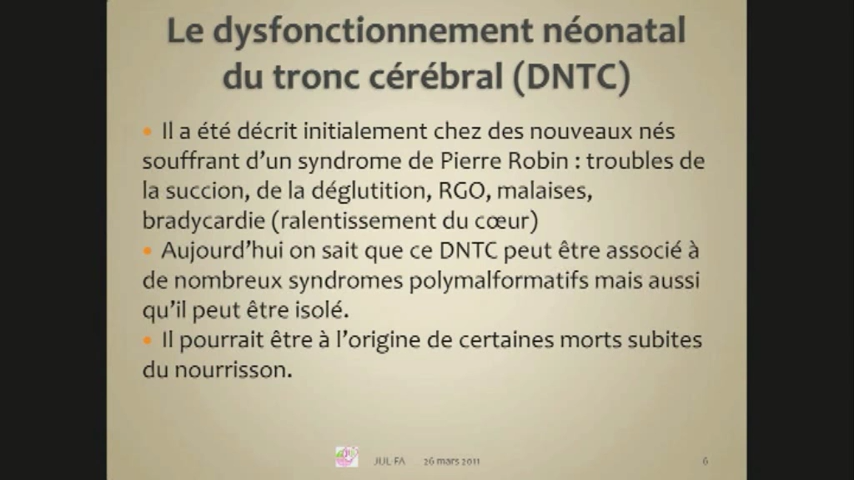 Le dysfonctionnement néonatal
du tronc cérébral (DNTC)
• Il a été décrit initialement chez des nouveaux nés
souffrant d’un syndrome de Pierre Robin : troubles de
la succion, de la déglutition, RGO, malaises,
bradycardie (ralentissement du cœur)
• Aujourd’hui on sait que ce DNTC peut être associé à
de nombreux syndromes polymalformatifs mais aussi
qu’il peut être isolé.
• Il pourrait être à l’origine de certaines morts subites
du nourrisson.
JUL FA 26 mars 2011 6